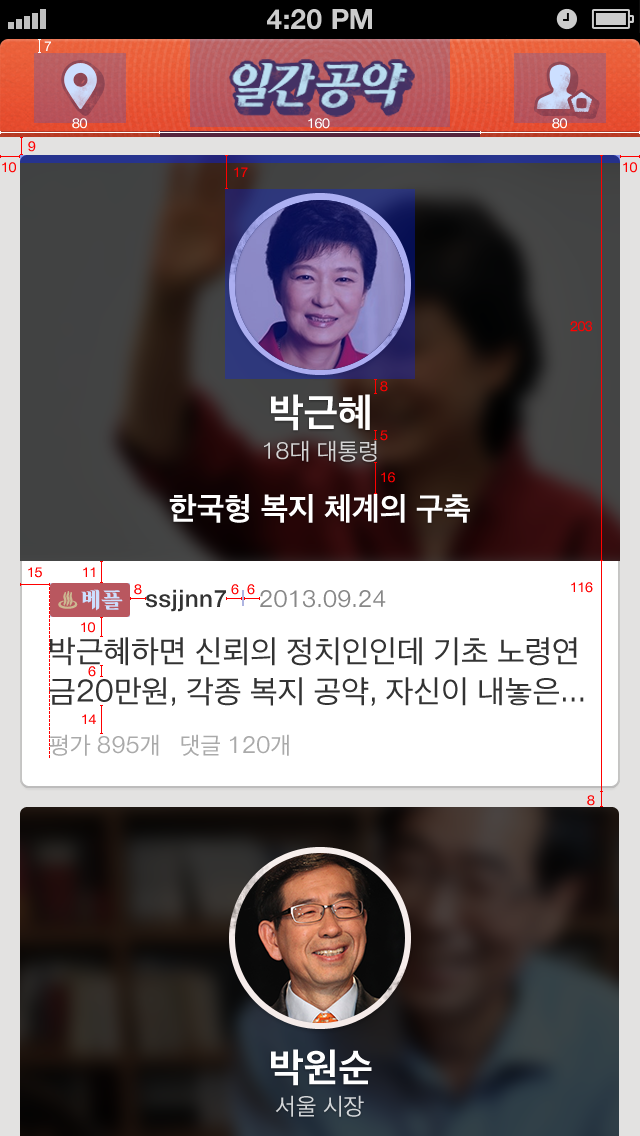 4:20 PM
7
일간공약
80
160
80
9
10
10
17
203
8
박근혜
5
18대 대통령
16
한국형 복지 체계의 구축
15
11
116
베플
8
ssjjnn7
6
6
2013.09.24
10
박근혜하면 신뢰의 정치인인데 기초 노령연
6
금20만원, 각종 복지 공약, 자신이 내놓은...
14
평가 895개 댓글 120개
8
박원순
서울 시장